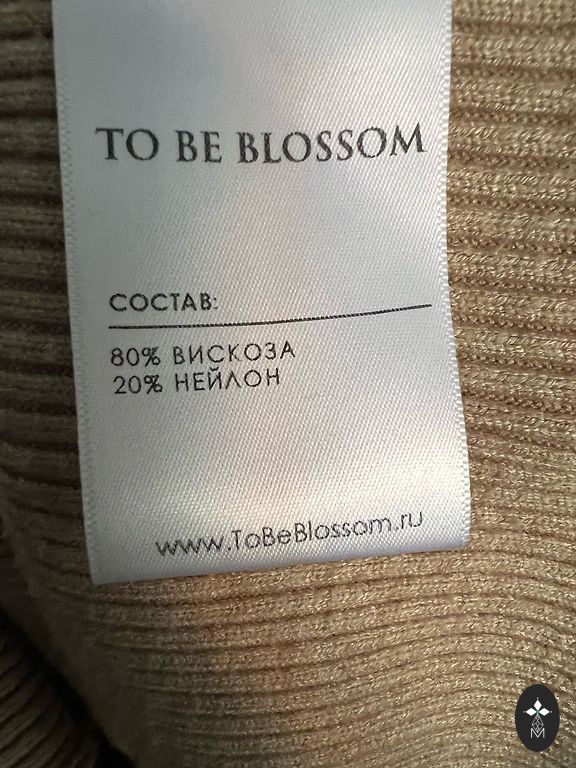 TO BE BLOSSOM
СОСТАВ:
80% ВИСКОЗА
20% НЕЙЛОН
www.ToBeBlossom.ru
M